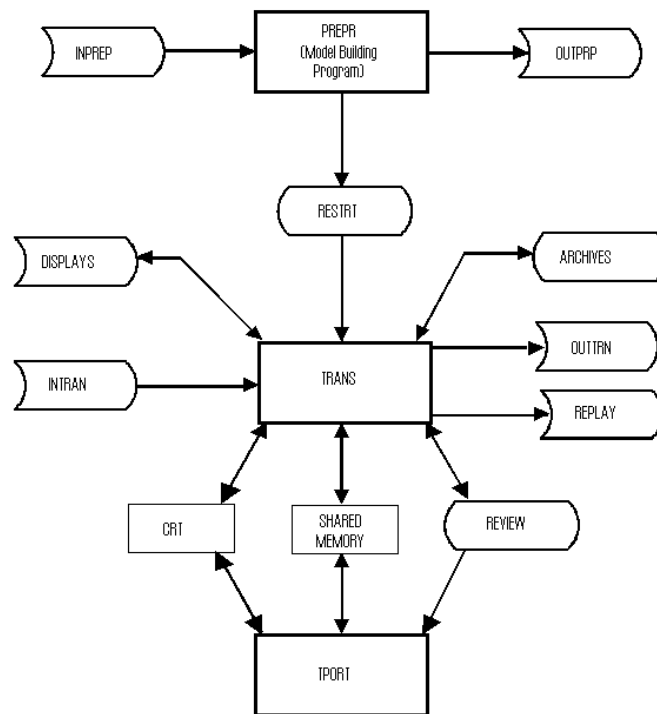 INPREP
PREPR
(Model Building
Program)
OUTPRP
RESTRT
DISPLAYS
ARCHIVES
INTRAN
TRANS
OUTTRN
REPLAY
CRT
SHARED
MEMORY
REVIEW
TPORT